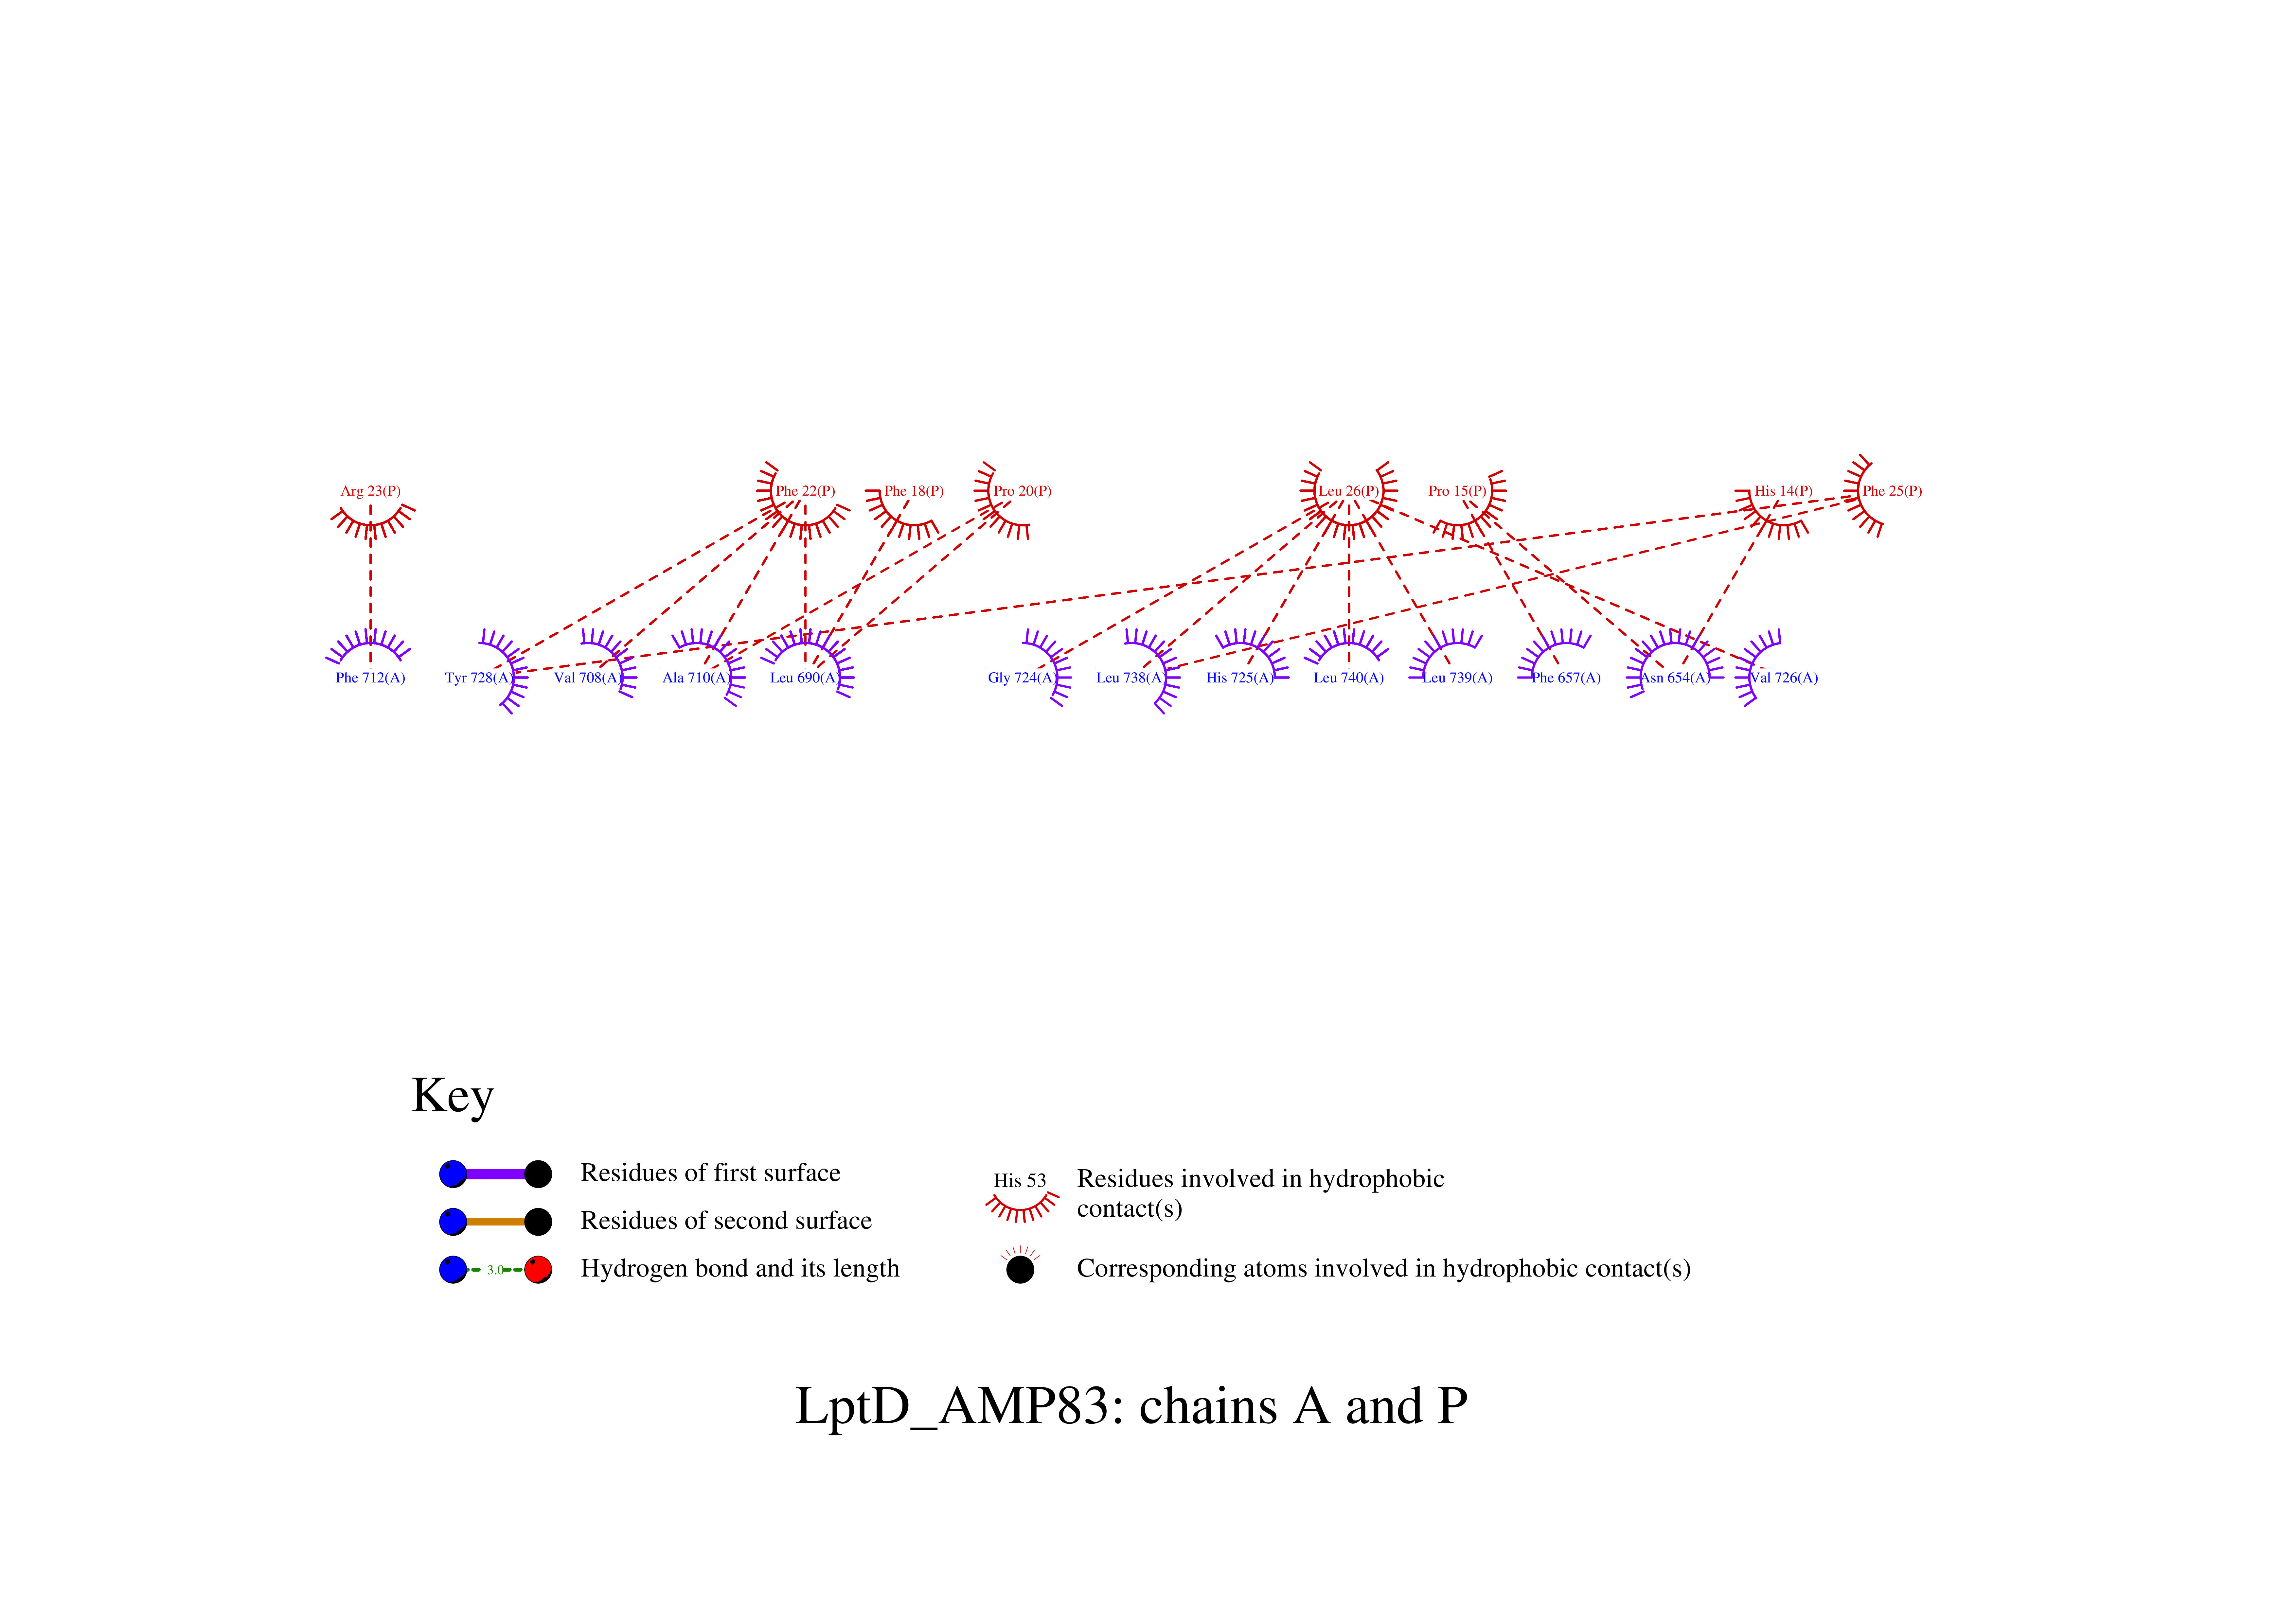 Arg 23(P) Phe 22(P) Phe 18(P) Pro 20(P) Leu 26(P) Pro 15(P) His 14(P) Phe 25(P)
Phe 712(A) Tyr 728(A) Val 708(A) Ala 710(A) Leu 690(A) Gly 724(A) Leu 738(A) His 725(A) Leu 740(A) Leu 739(A) Phe 657(A) Asn 654(A) Val 726(A)
Key
Residues of first surface
Residues of second surface
3.0 Hydrogen bond and its length
His 53 Residues involved in hydrophobic
contact(s)
Corresponding atoms involved in hydrophobic contact(s)
LptD_AMP83: chains A and P